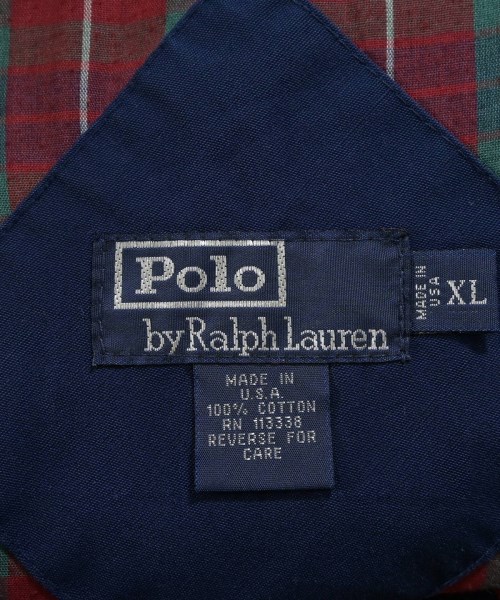 Polo
by Ralph Lauren
MADE IN
USA
XL
MADE IN
U.S.A.
100% COTTON
RN 113338
REVERSE FOR
CARE